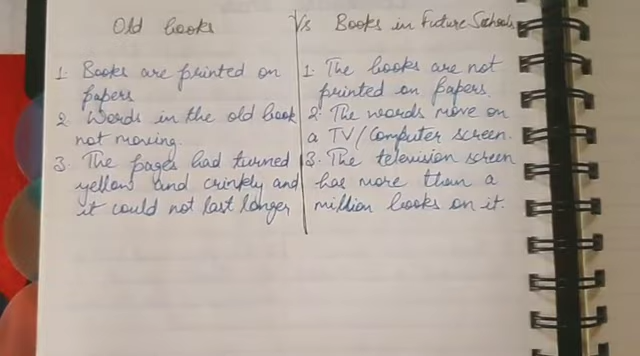 Old books Vs Books in Future Schools
1. Books are printed on
papers
2. Words in the old book
not moving.
3. The pages had turned
yellow and crinkly and
it could not last longer
1. The books are not
printed on papers.
2. The words move on
a TV/Computer screen.
3. The television screen
has more than a
million books on it.